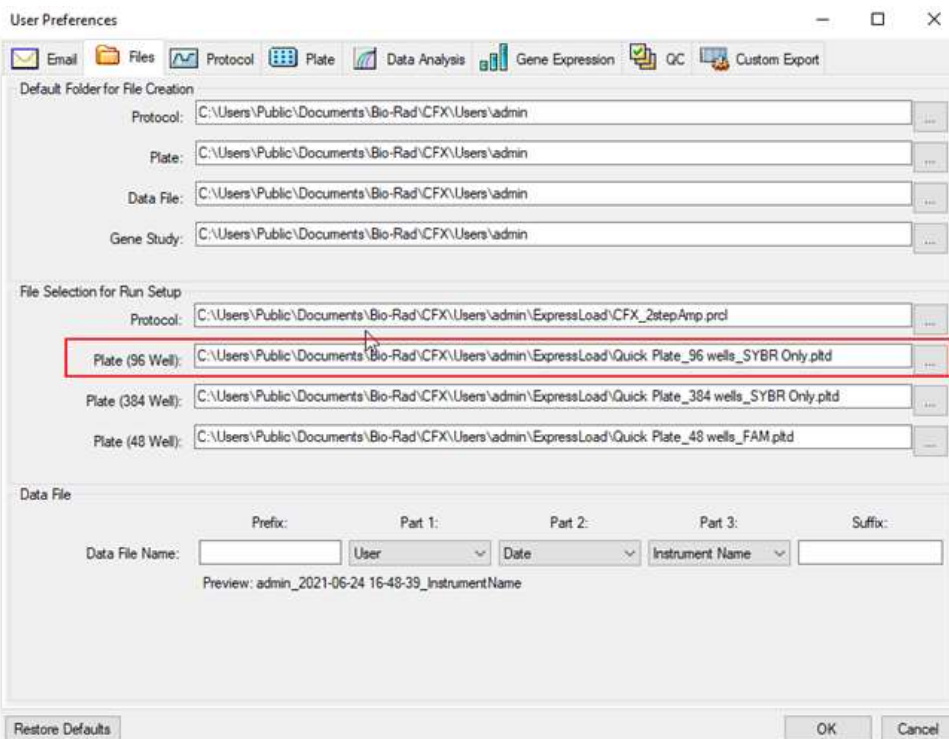 User Preferences
Email Files Protocol Plate Data Analysis Gene Expression QC Custom Export
Default Folder for File Creation
Protocol: C:\Users\Public\Documents\Bio-Rad\CFX\Users\admin ...
Plate: C:\Users\Public\Documents\Bio-Rad\CFX\Users\admin ...
Data File: C:\Users\Public\Documents\Bio-Rad\CFX\Users\admin ...
Gene Study: C:\Users\Public\Documents\Bio-Rad\CFX\Users\admin ...
File Selection for Run Setup
Protocol: C:\Users\Public\Documents\Bio-Rad\CFX\Users\admin\ExpressLoad\CFX_2stepAmp.prcl ...
Plate (96 Well): C:\Users\Public\Documents\Bio-Rad\CFX\Users\admin\ExpressLoad\Quick Plate_96 wells_SYBR Only.pltd ...
Plate (384 Well): C:\Users\Public\Documents\Bio-Rad\CFX\Users\admin\ExpressLoad\Quick Plate_384 wells_SYBR Only.pltd ...
Plate (48 Well): C:\Users\Public\Documents\Bio-Rad\CFX\Users\admin\ExpressLoad\Quick Plate_48 wells_FAM.pltd ...
Data File
Prefix: Part 1: Part 2: Part 3: Suffix:
Data File Name: User Date Instrument Name
Preview: admin_2021-06-24 16-48-39_InstrumentName
Restore Defaults OK Cancel